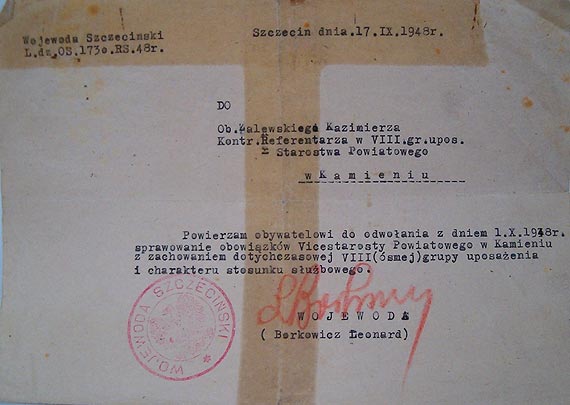 Wojewoda Szczeciński
L.dz.OS.173o.RS.48r.
Szczecin dnia.17.IX.1948r.
DO
Ob. Kazimierza
Kontr.Referentarza w VIII.gr.upos.
Starostwa Powiatowego
w Kamieniu
Powierzam obywatelowi do odwołania z dniem 1.X.1948r.
sprawowanie obowiązków Vicestarosty Powiatowego w Kamieniu
z zachowaniem dotychczasowej VIII(ósmej)grupy uposażenia
i charakteru stosunku służbowego.
WOJEWODA
(Borkowicz Leonard)
WOJEWODA SZCZECIŃSKI